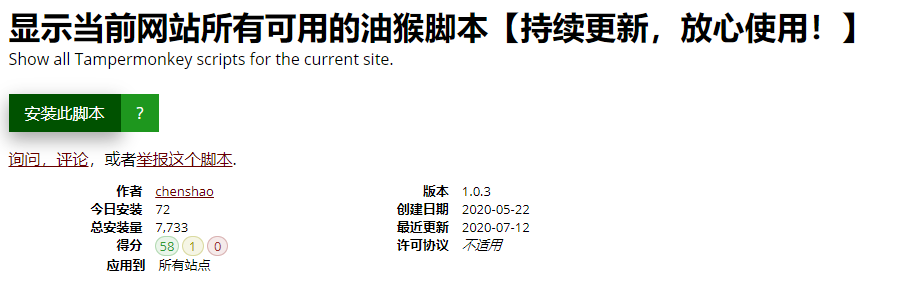 显示当前网站所有可用的油猴脚本【持续更新，放心使用！】
Show all Tampermonkey scripts for the current site.
安装此脚本 ?
询问，评论，或者举报这个脚本.
作者 chenshao 版本 1.0.3
今日安装 72 创建日期 2020-05-22
总安装量 7,733 最近更新 2020-07-12
得分 58 1 0 许可协议 不适用
应用到 所有站点